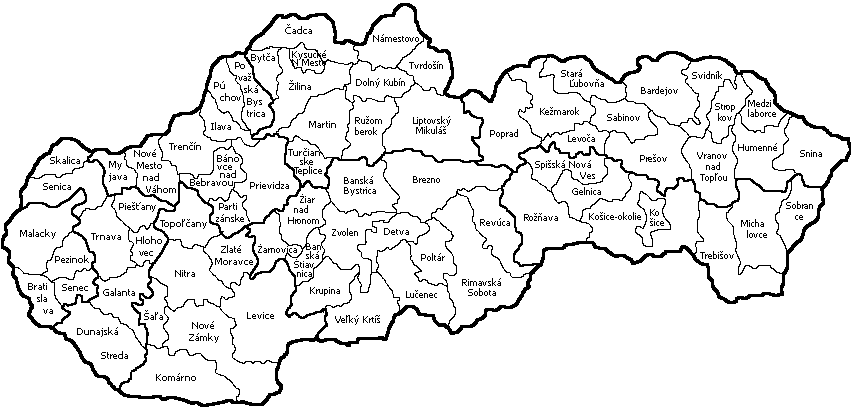 Čadca
Námestovo
Bytča
Kysucké
N Mesto
Tvrdošín
Po
važ
ská
Bys
trica
Pú
chov
Žilina
Dolný Kubín
Ilava
Martin
Ružom
berok
Liptovský
Mikuláš
Poprad
Stará
Ľubovňa
Kežmarok
Levoča
Sabinov
Bardejov
Svidník
Strop
kov
Medzi
laborce
Prešov
Vranov
nad
Topľou
Humenné
Snina
Skalica
Senica
My
java
Nové
Mesto
nad
Váhom
Trenčín
Báno
vce nad
Bebravou
Prievidza
Parti
zánske
Turčian
ske
Teplice
Banská
Bystrica
Brezno
Spišská Nová
Ves
Gelnica
Rožňava
Košice-okolie
Ko
šice
Trebišov
Micha
lovce
Sobran
ce
Malacky
Pezinok
Brati
sla
va
Senec
Piešťany
Trnava
Hloho
vec
Galanta
Dunajská
Streda
Topoľčany
Zlaté
Moravce
Nitra
Šaľa
Nové
Zámky
Levice
Komárno
Žiar
nad
Hronom
Žarnovica
Ban
ská
Štiav
nica
Zvolen
Detva
Krupina
Veľký Krtíš
Lučenec
Poltár
Revúca
Rimavská
Sobota